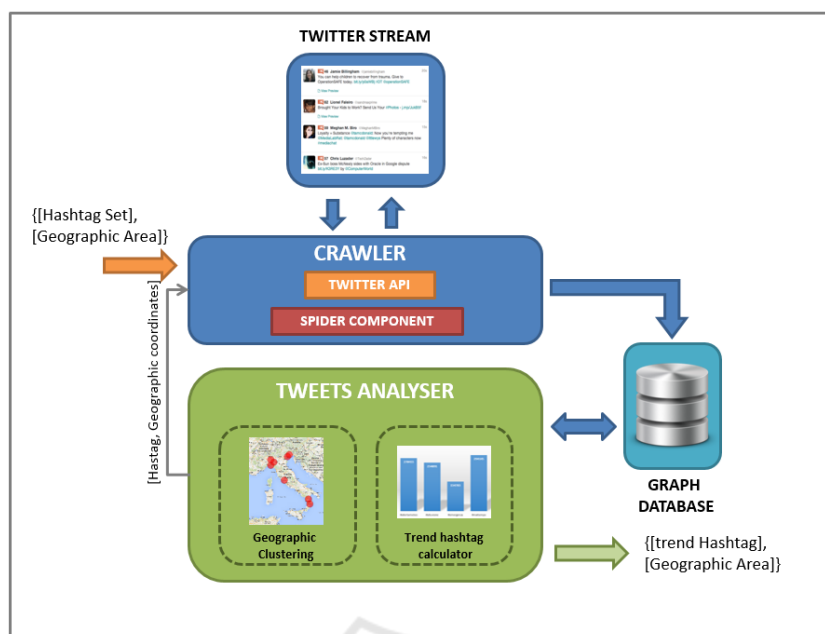 TWITTER STREAM
{[Hashtag Set],
[Geographic Area]}
CRAWLER
TWITTER API
SPIDER COMPONENT
[Hastag, Geographic coordinates]
TWEETS ANALYSER
Geographic
Clustering
Trend hashtag
calculator
GRAPH
DATABASE
{[trend Hashtag],
[Geographic Area]}